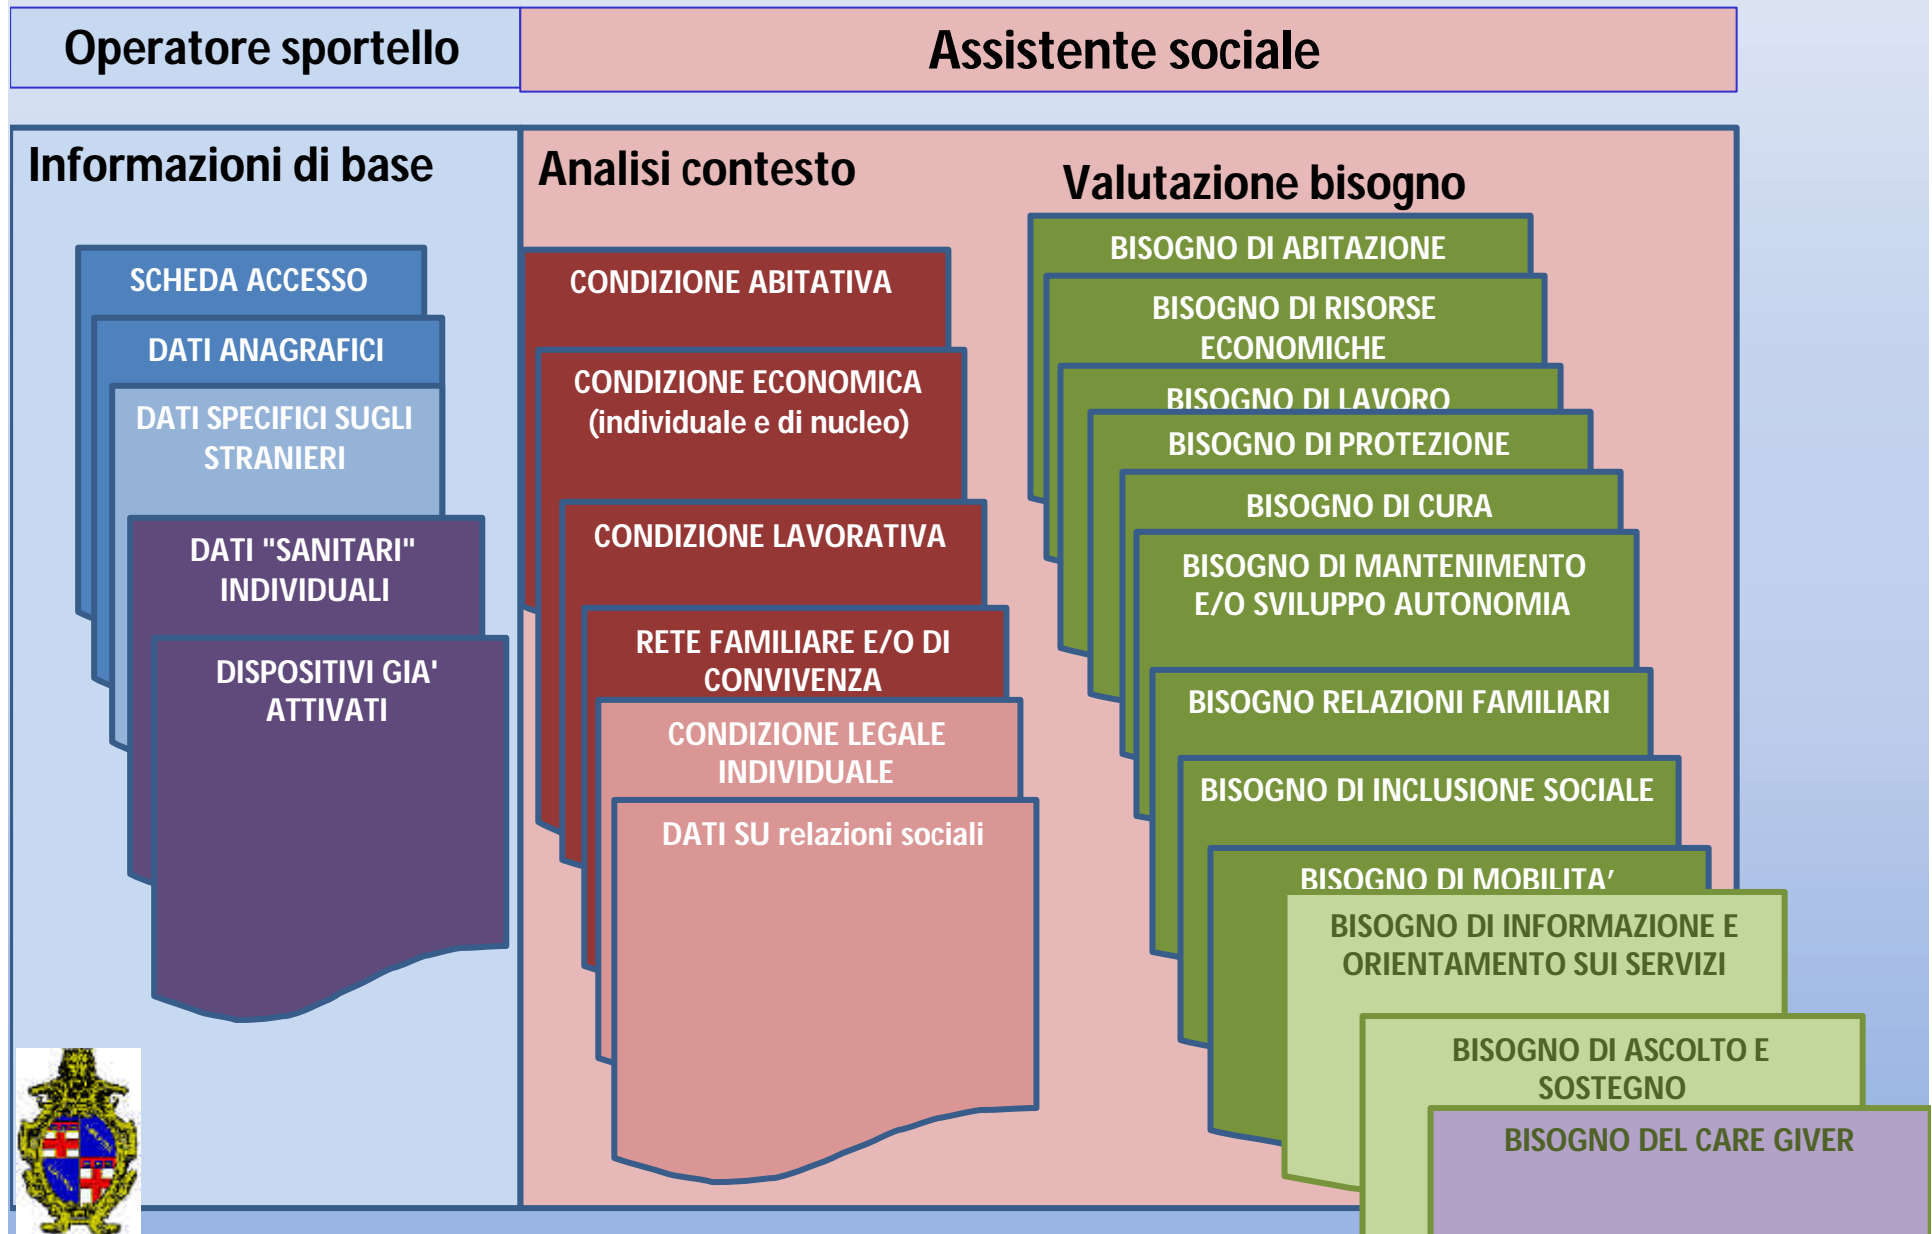 Operatore sportello
Assistente sociale
Informazioni di base
SCHEDA ACCESSO
DATI ANAGRAFICI
DATI SPECIFICI SUGLI
STRANIERI
DATI "SANITARI"
INDIVIDUALI
DISPOSITIVI GIA'
ATTIVATI
Analisi contesto
CONDIZIONE ABITATIVA
CONDIZIONE ECONOMICA
(individuale e di nucleo)
CONDIZIONE LAVORATIVA
RETE FAMILIARE E/O DI
CONVIVENZA
CONDIZIONE LEGALE
INDIVIDUALE
DATI SU relazioni sociali
Valutazione bisogno
BISOGNO DI ABITAZIONE
BISOGNO DI RISORSE
ECONOMICHE
BISOGNO DI LAVORO
BISOGNO DI PROTEZIONE
BISOGNO DI CURA
BISOGNO DI MANTENIMENTO
E/O SVILUPPO AUTONOMIA
BISOGNO RELAZIONI FAMILIARI
BISOGNO DI INCLUSIONE SOCIALE
BISOGNO DI MOBILITA’
BISOGNO DI INFORMAZIONE E
ORIENTAMENTO SUI SERVIZI
BISOGNO DI ASCOLTO E
SOSTEGNO
BISOGNO DEL CARE GIVER